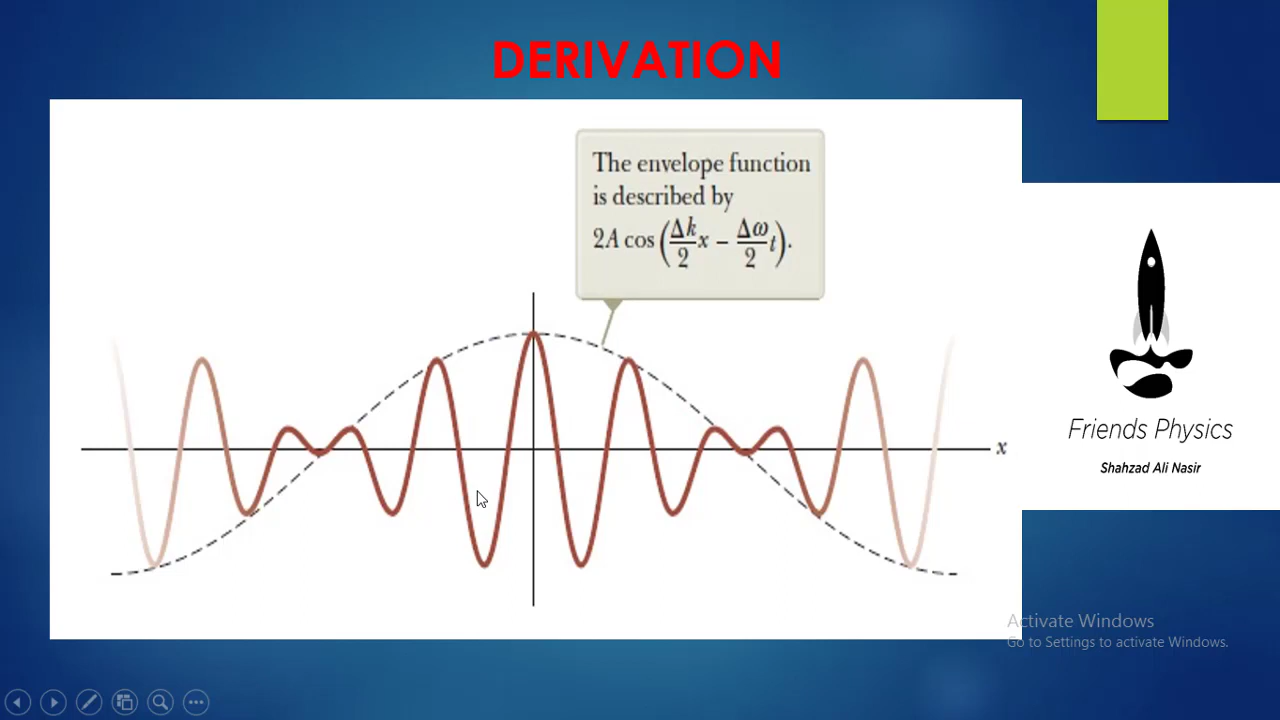 DERIVATION
The envelope function
is described by
2A cos(Δk/2 x − Δω/2 t).
x
Friends Physics
Shahzad Ali Nasir
Activate Windows
Go to Settings to activate Windows.